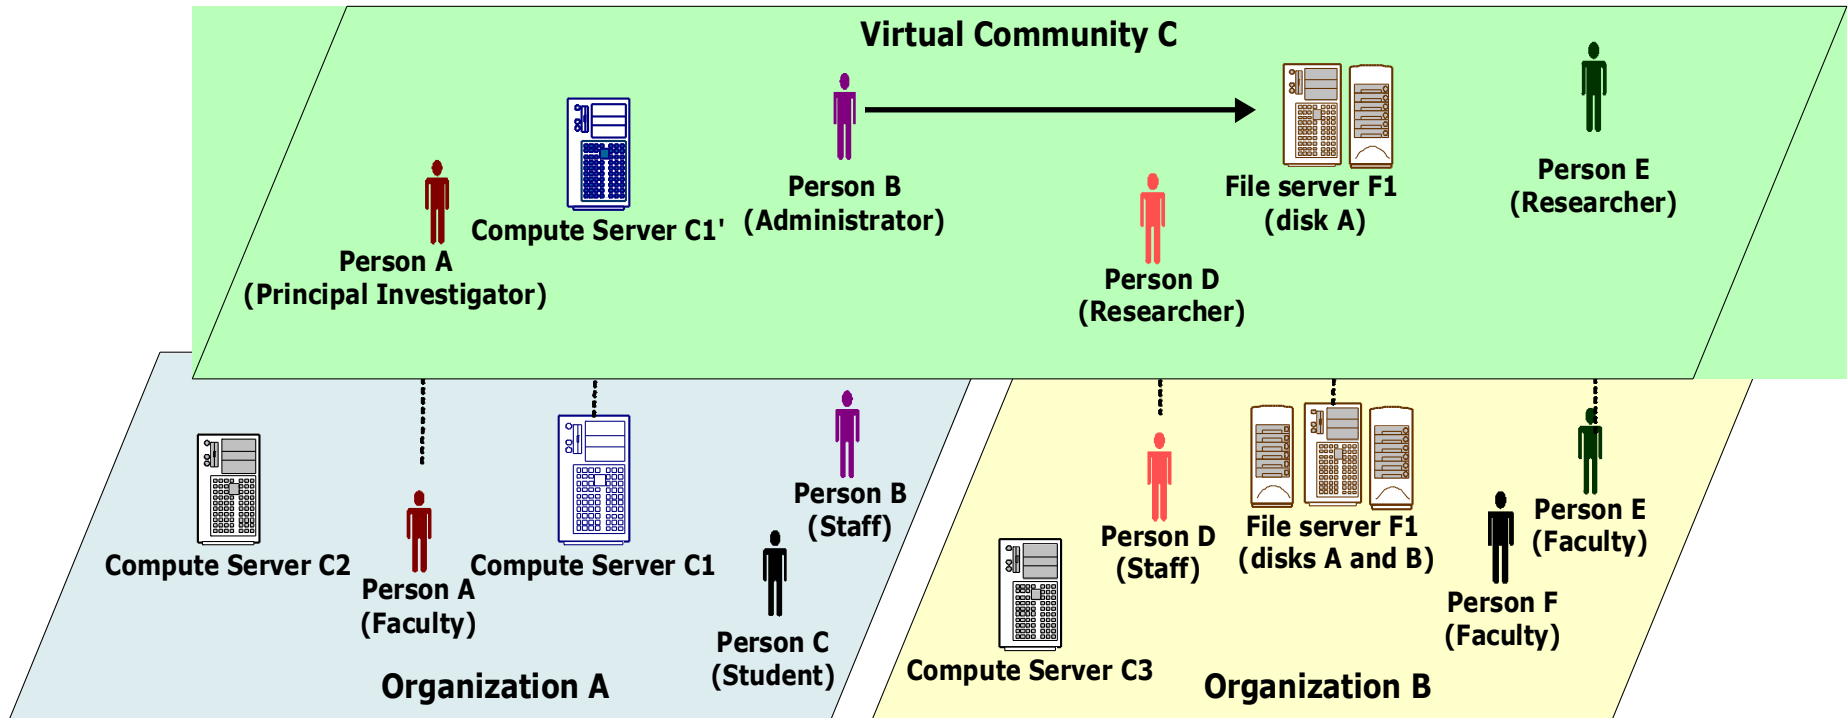 Virtual Community C
Person A
(Principal Investigator)
Compute Server C1'
Person B
(Administrator)
Person D
(Researcher)
File server F1
(disk A)
Person E
(Researcher)
Compute Server C2
Person A
(Faculty)
Compute Server C1
Person B
(Staff)
Person C
(Student)
Organization A
Compute Server C3
Person D
(Staff)
File server F1
(disks A and B)
Person F
(Faculty)
Person E
(Faculty)
Organization B